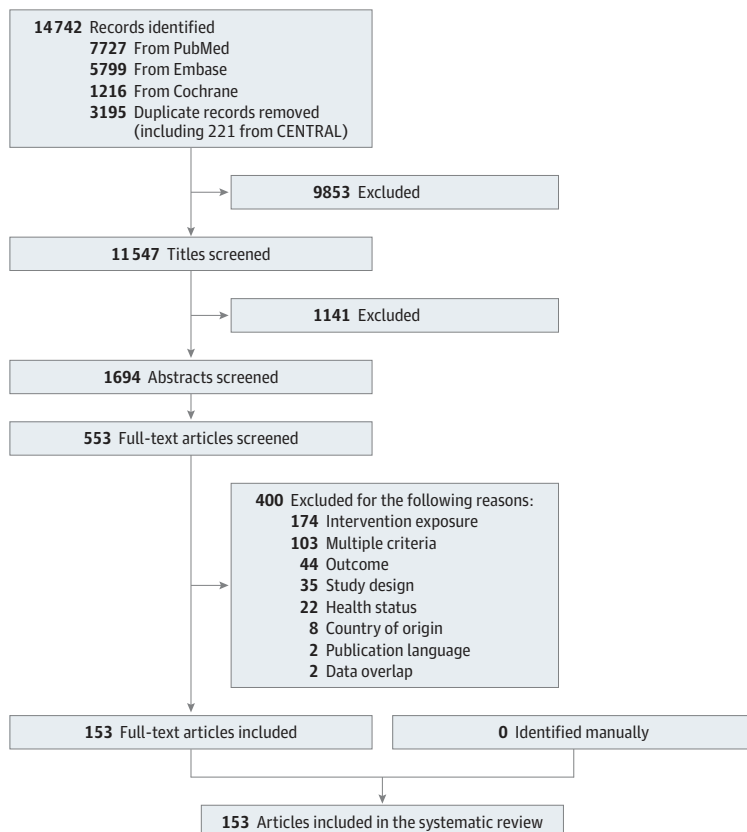 14 742 Records identified
7727 From PubMed
5799 From Embase
1216 From Cochrane
3195 Duplicate records removed
(including 221 from CENTRAL)
9853 Excluded
11 547 Titles screened
1141 Excluded
1694 Abstracts screened
553 Full-text articles screened
400 Excluded for the following reasons:
174 Intervention exposure
103 Multiple criteria
44 Outcome
35 Study design
22 Health status
8 Country of origin
2 Publication language
2 Data overlap
153 Full-text articles included
0 Identified manually
153 Articles included in the systematic review